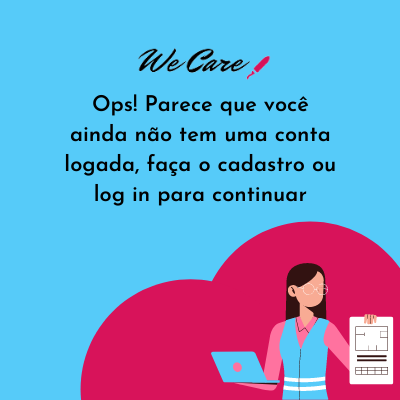 We Care
Ops! Parece que você
ainda não tem uma conta
logada, faça o cadastro ou
log in para continuar